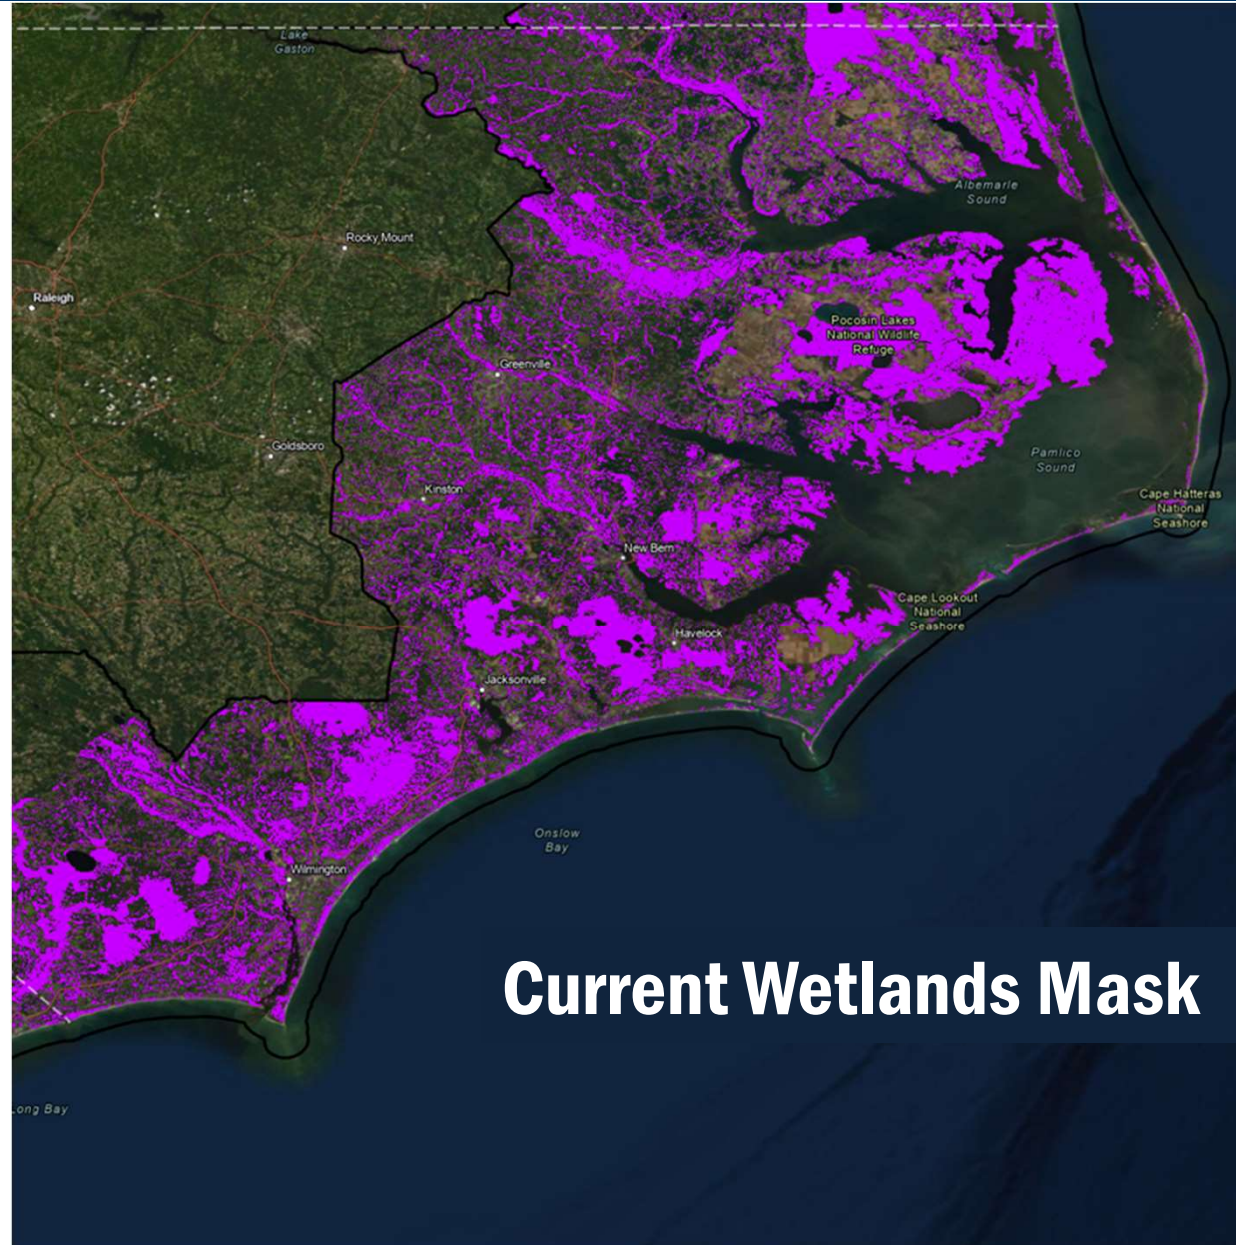 Lake
Gaston
Albemarle
Sound
Rocky Mount
Raleigh
Pocosin Lakes
National Wildlife
Refuge
Greenville
Goldsboro
Pamlico
Sound
Kinston
Cape Hatteras
National
Seashore
New Bern
Cape Lookout
National
Seashore
Havelock
Jacksonville
Onslow
Bay
Wilmington
Current Wetlands Mask
Long Bay